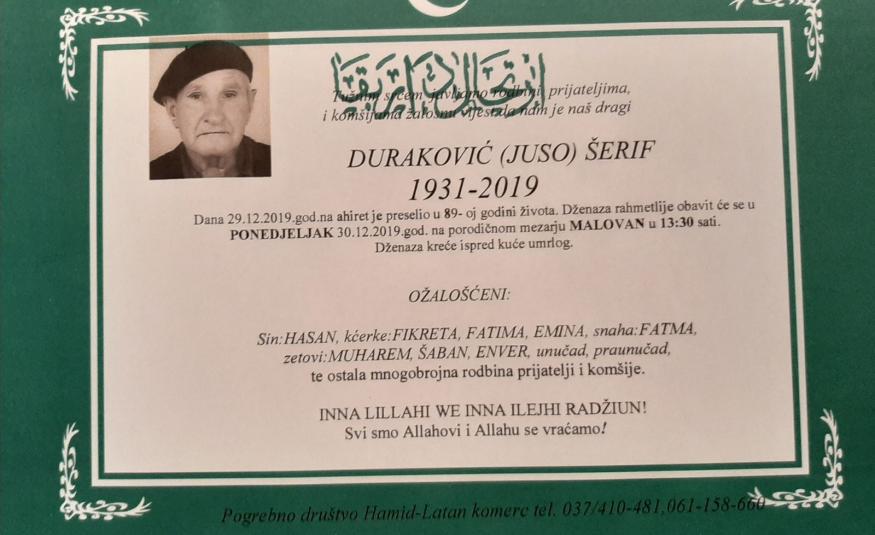 Tužnim srcem javljamo rodbini, prijateljima,
i komšijama žalosnu vijest da nam je naš dragi
DURAKOVIĆ (JUSO) ŠERIF
1931-2019
Dana 29.12.2019.god.na ahiret je preselio u 89- oj godini života. Dženaza rahmetlije obavit će se u
PONEDJELJAK 30.12.2019.god. na porodičnom mezarju MALOVAN u 13:30 sati.
Dženaza kreće ispred kuće umrlog.
OŽALOŠĆENI:
Sin:HASAN, kćerke:FIKRETA, FATIMA, EMINA, snaha:FATMA,
zetovi:MUHAREM, ŠABAN, ENVER, unučad, praunučad,
te ostala mnogobrojna rodbina prijatelji i komšije.
INNA LILLAHI WE INNA ILEJHI RADŽIUN!
Svi smo Allahovi i Allahu se vraćamo!
Pogrebno društvo Hamid-Latan komerc tel. 037/410-481,061-158-660